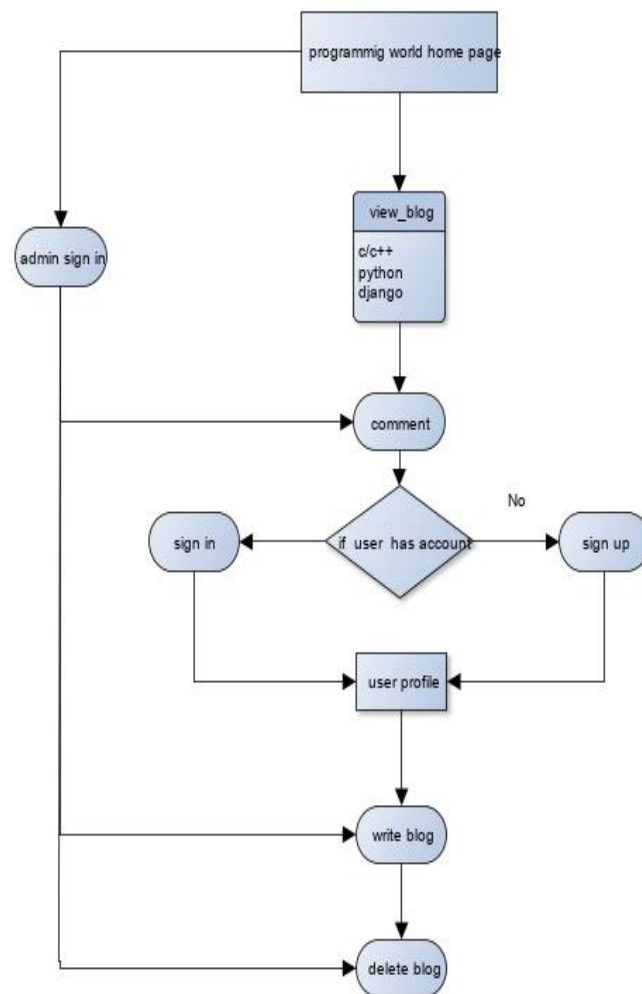 programmig world home page
view_blog
admin sign in
c/c++
python
django
comment
No
sign in
if user has account
sign up
user profile
write blog
delete blog